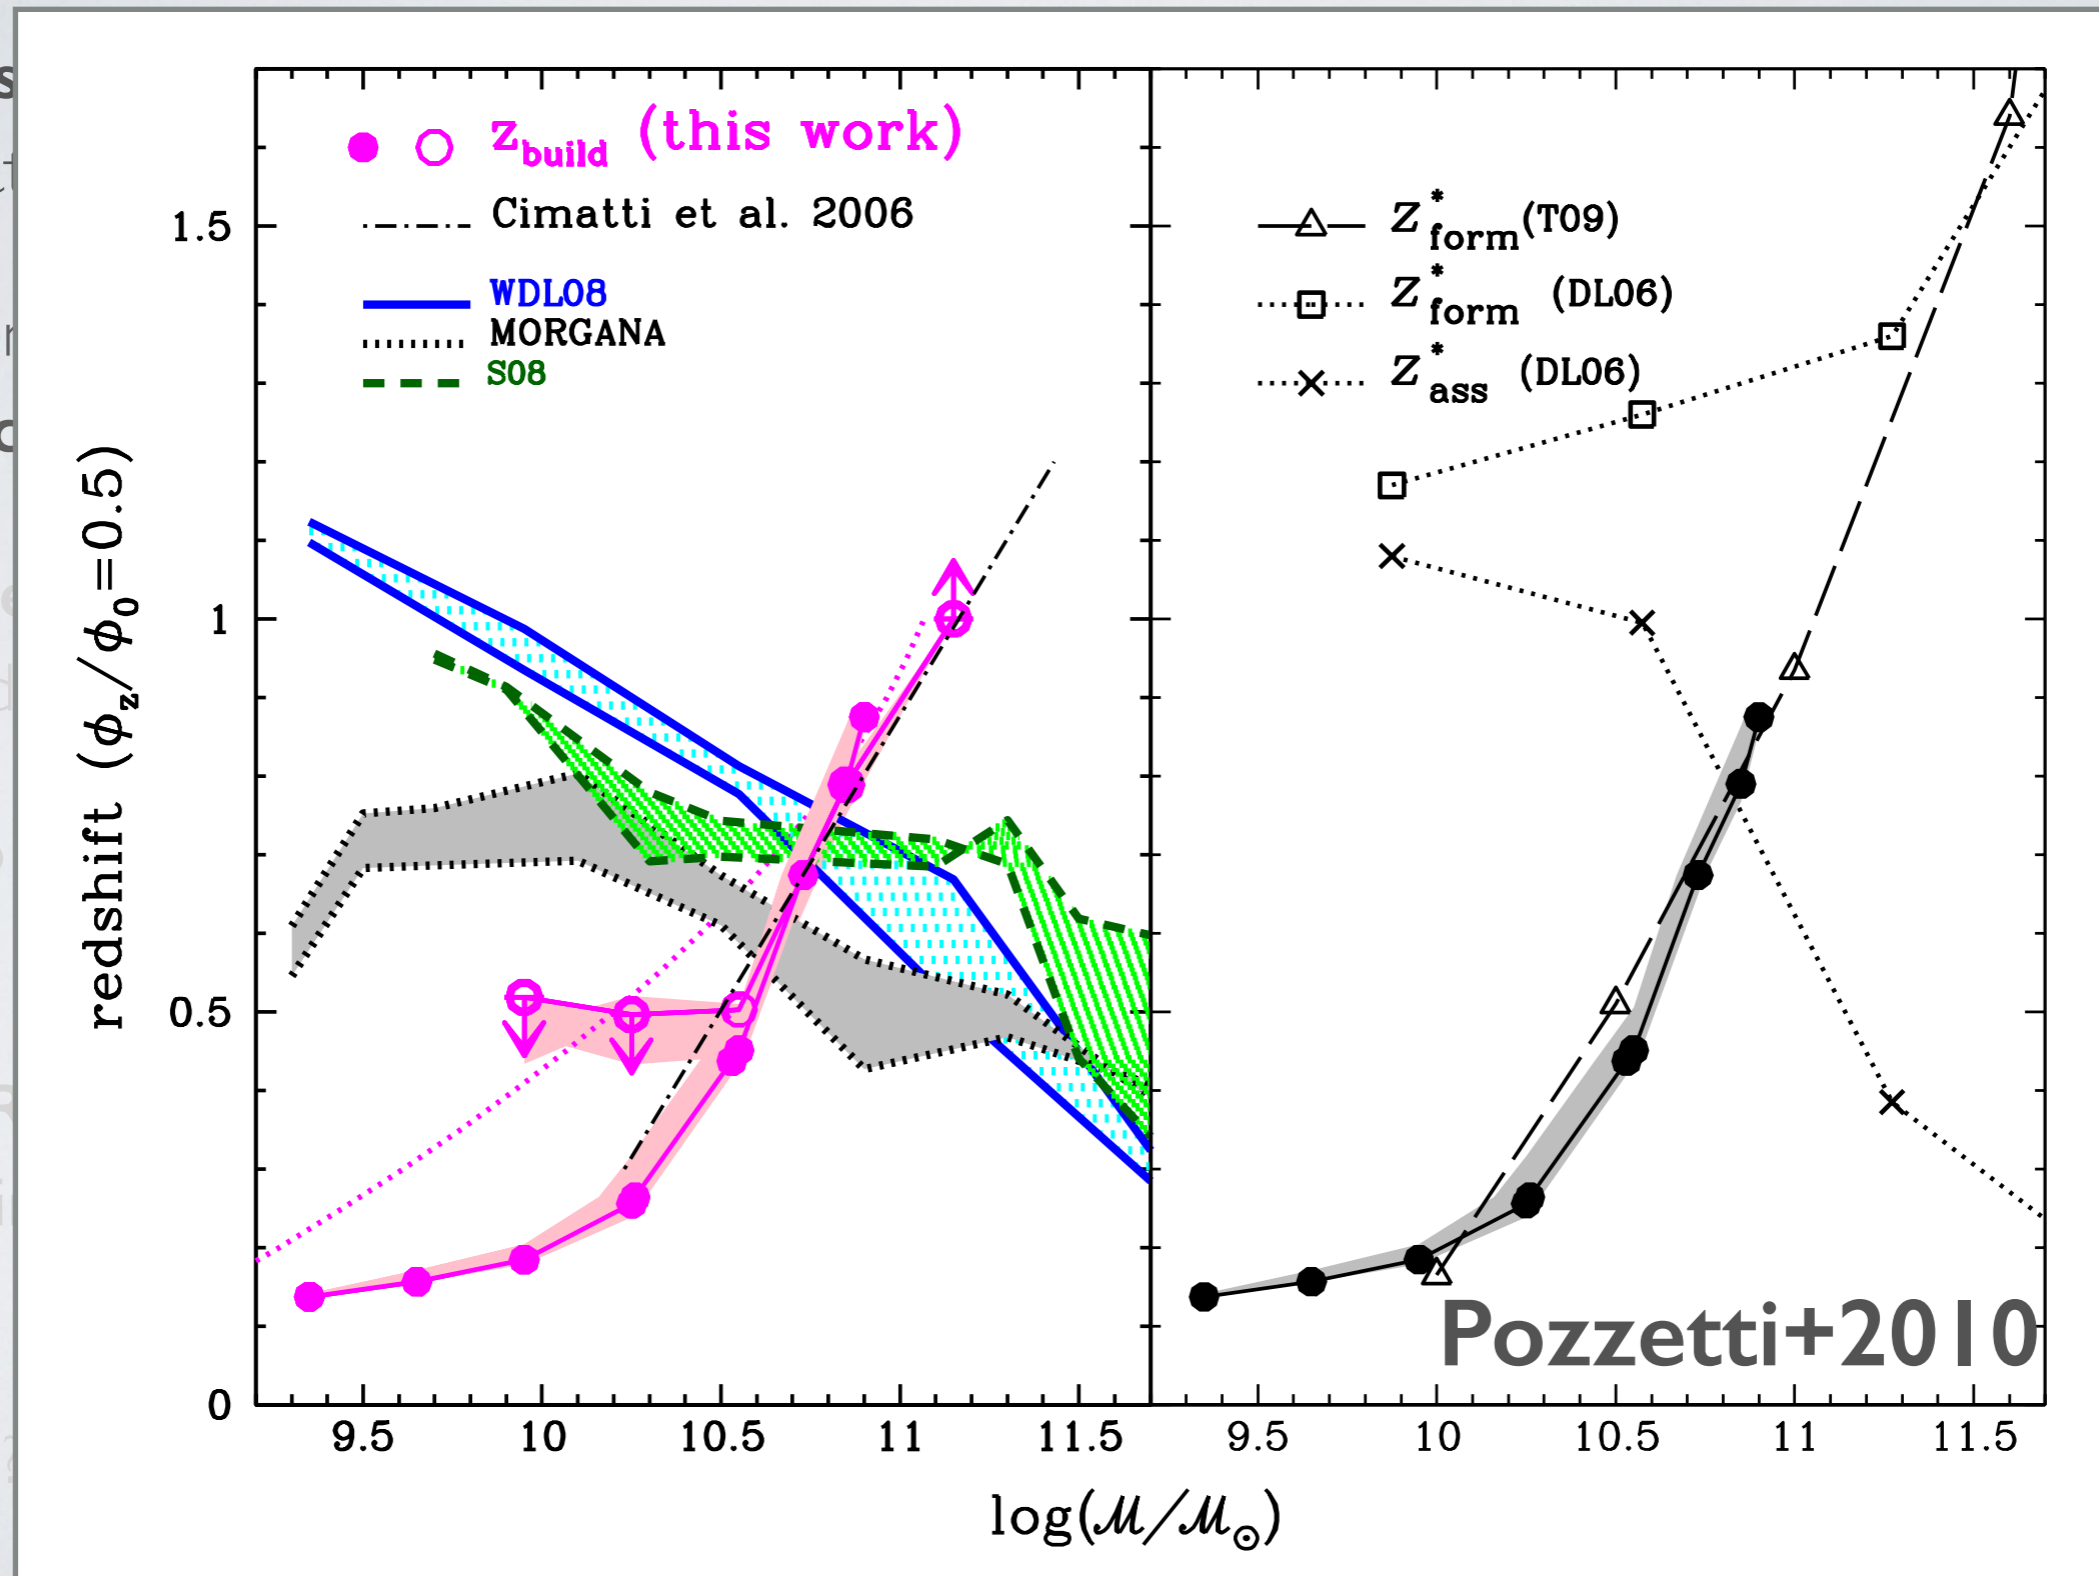 z_build (this work)
Cimatti et al. 2006
WDL08
MORGANA
S08
z*_form (T09)
z*_form (DL06)
z*_ass (DL06)
redshift (ϕ_z/ϕ_0=0.5)
1.5
1
0.5
0
Pozzetti+2010
9.5 10 10.5 11 11.5 9.5 10 10.5 11 11.5
log(ℳ/ℳ_⊙)